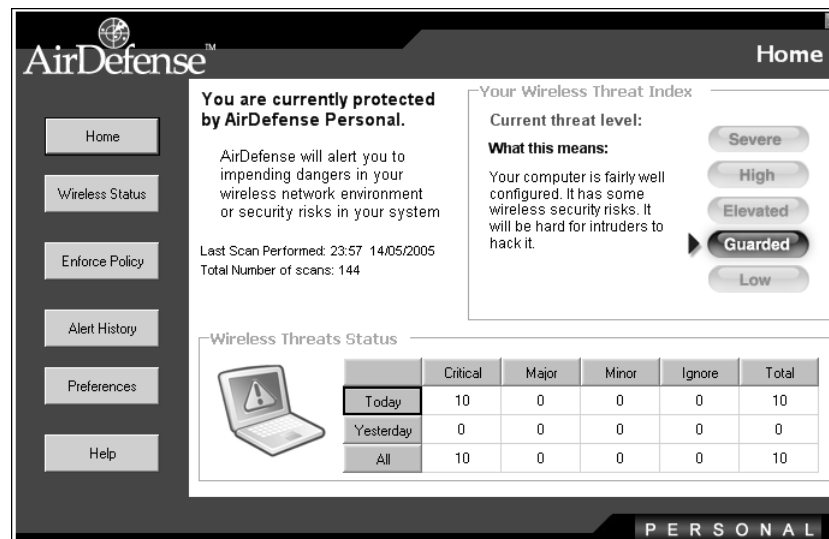 AirDefense™
Home
Home
Wireless Status
Enforce Policy
Alert History
Preferences
Help
You are currently protected
by AirDefense Personal.
AirDefense will alert you to
impending dangers in your
wireless network environment
or security risks in your system
Last Scan Performed: 23:57 14/05/2005
Total Number of scans: 144
Your Wireless Threat Index
Current threat level:
What this means:
Your computer is fairly well
configured. It has some
wireless security risks. It
will be hard for intruders to
hack it.
Severe
High
Elevated
Guarded
Low
Wireless Threats Status
Critical Major Minor Ignore Total
Today 10 0 0 0 10
Yesterday 0 0 0 0 0
All 10 0 0 0 10
PERSONAL